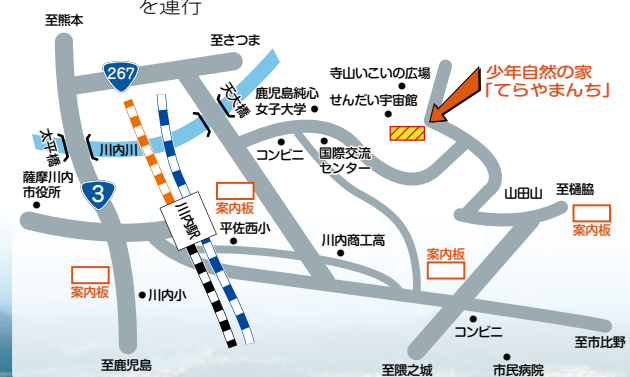 を運行
至熊本
至さつま
267
寺山いこいの広場
少年自然の家
「てらやまんち」
天大橋
鹿児島純心
女子大学
せんだい宇宙館
太平橋
川内川
コンビニ
国際交流
センター
薩摩川内
市役所
3
案内板
川内駅
山田山
至樋脇
案内板
平佐西小
川内商工高
案内板
案内板
川内小
コンビニ
至市比野
至鹿児島
至隈之城
市民病院